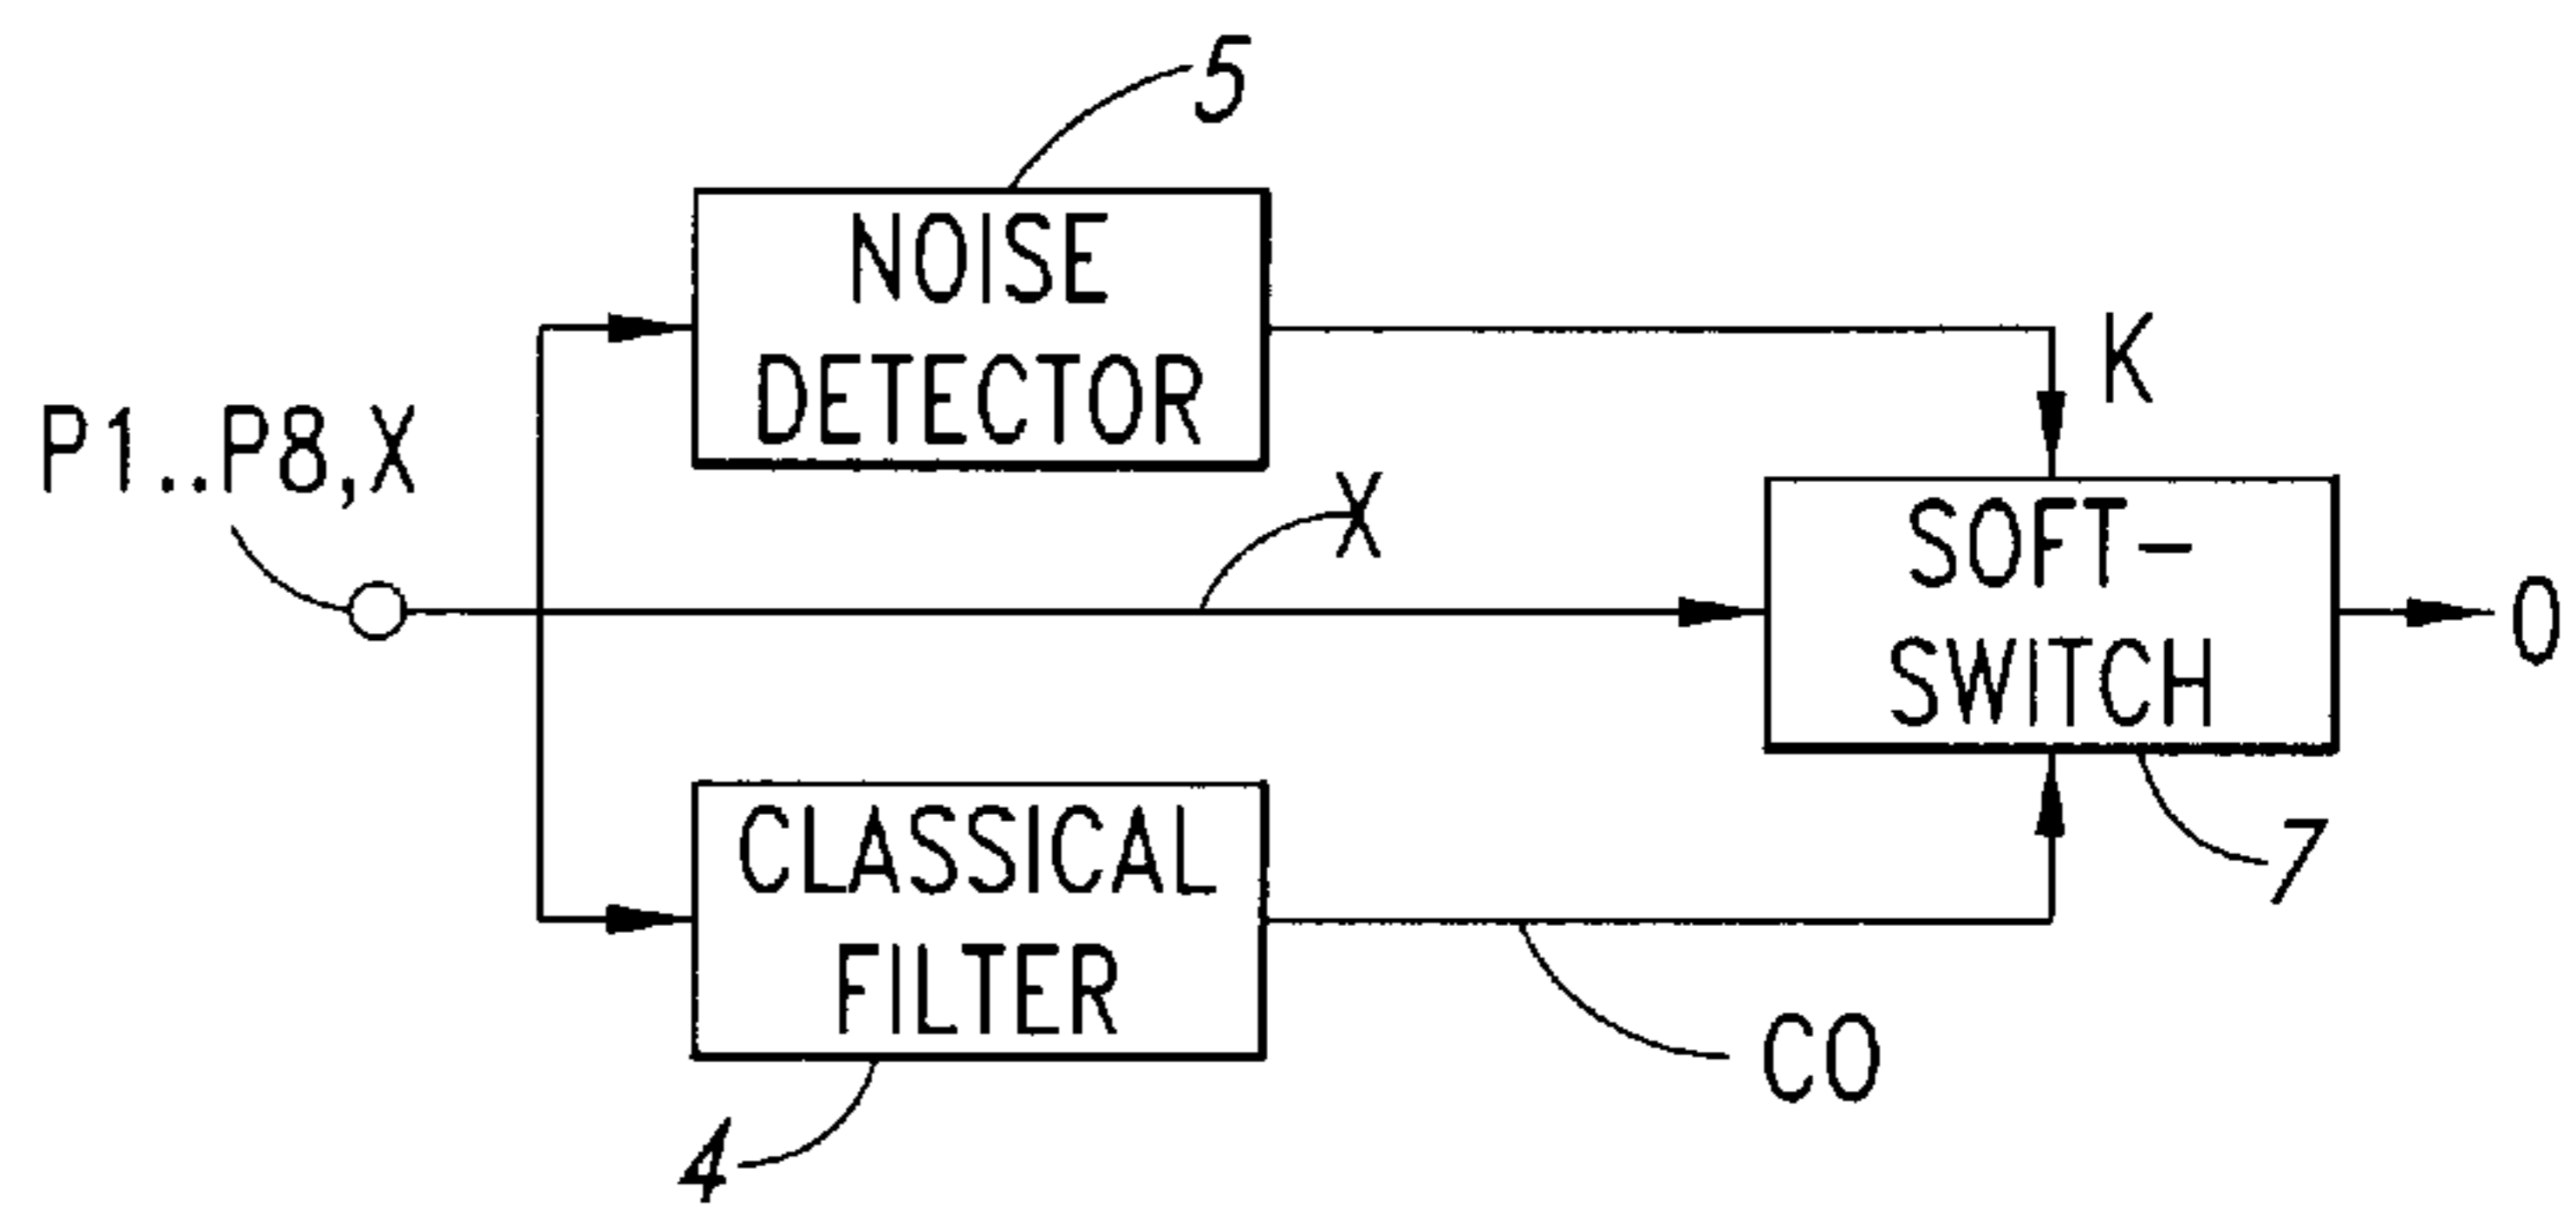 5
NOISE
DETECTOR
K
P1..P8,X
X
SOFT-
SWITCH
O
7
CLASSICAL
FILTER
CO
4